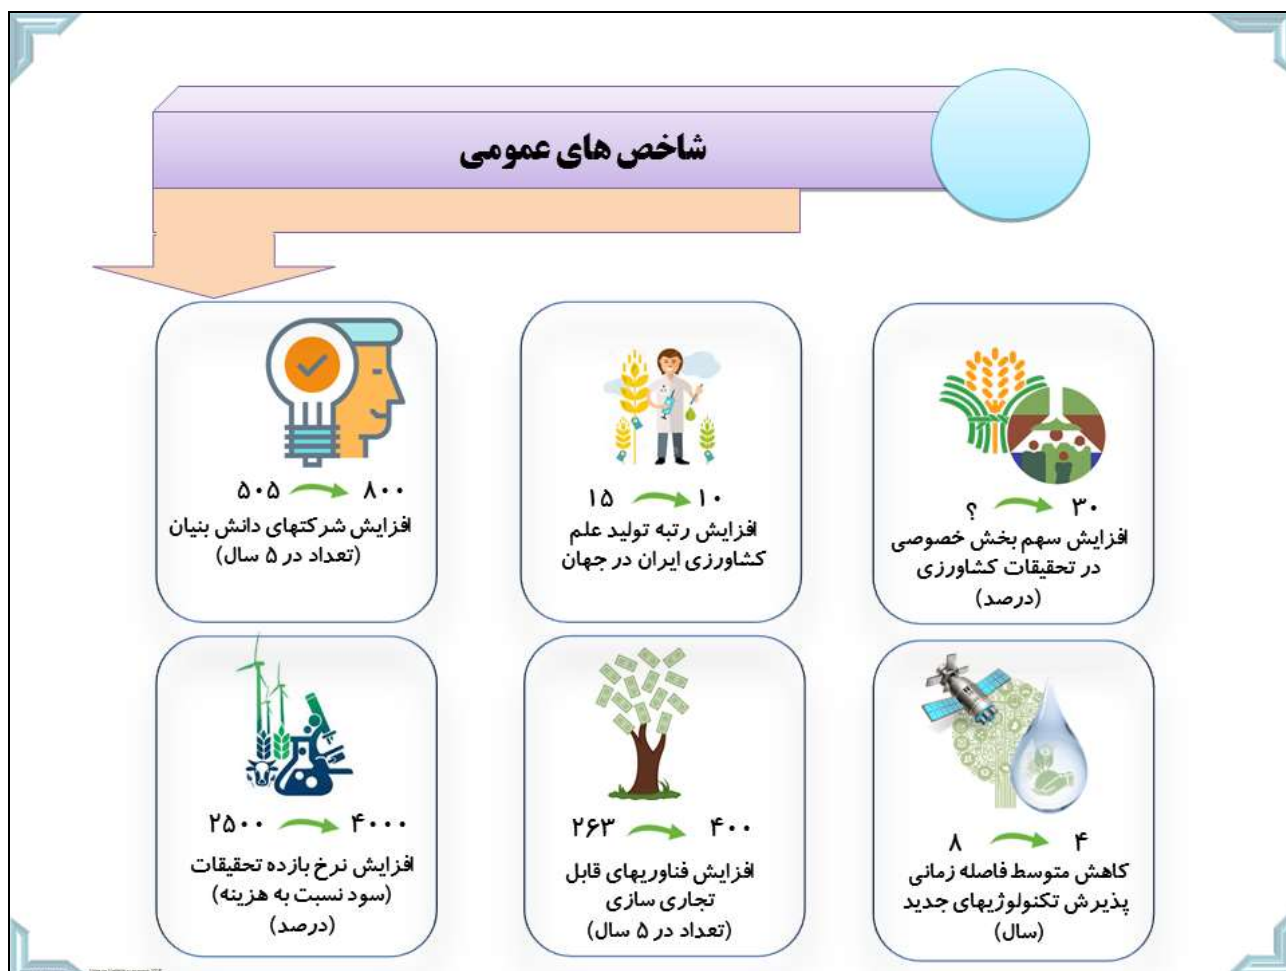 شاخص های عمومی
۳۰ ؟
افزایش سهم بخش خصوصی
در تحقیقات کشاورزی
(درصد)
۱۰ ۱۵
افزایش رتبه تولید علم
کشاورزی ایران در جهان
۸۰۰ ۵۰۵
افزایش شرکتهای دانش بنیان
(تعداد در ۵ سال)
۴ ۸
کاهش متوسط فاصله زمانی
پذیرش تکنولوژیهای جدید
(سال)
۴۰۰ ۲۶۳
افزایش فناوریهای قابل
تجاری سازی
(تعداد در ۵ سال)
۴۰۰۰ ۲۵۰۰
افزایش نرخ بازده تحقیقات
(سود نسبت به هزینه)
(درصد)